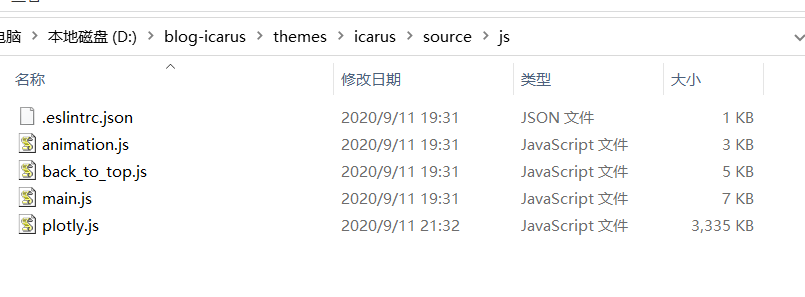 电脑 > 本地磁盘 (D:) > blog-icarus > themes > icarus > source > js
名称 修改日期 类型 大小
.eslintrc.json 2020/9/11 19:31 JSON 文件 1 KB
animation.js 2020/9/11 19:31 JavaScript 文件 3 KB
back_to_top.js 2020/9/11 19:31 JavaScript 文件 5 KB
main.js 2020/9/11 19:31 JavaScript 文件 7 KB
plotly.js 2020/9/11 21:32 JavaScript 文件 3,335 KB